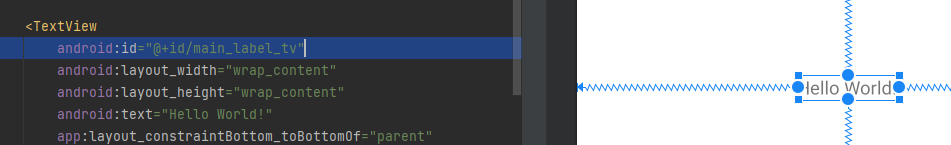 <TextView
android:id="@+id/main_label_tv"
android:layout_width="wrap_content"
android:layout_height="wrap_content"
android:text="Hello World!"
app:layout_constraintBottom_toBottomOf="parent"
Hello World!